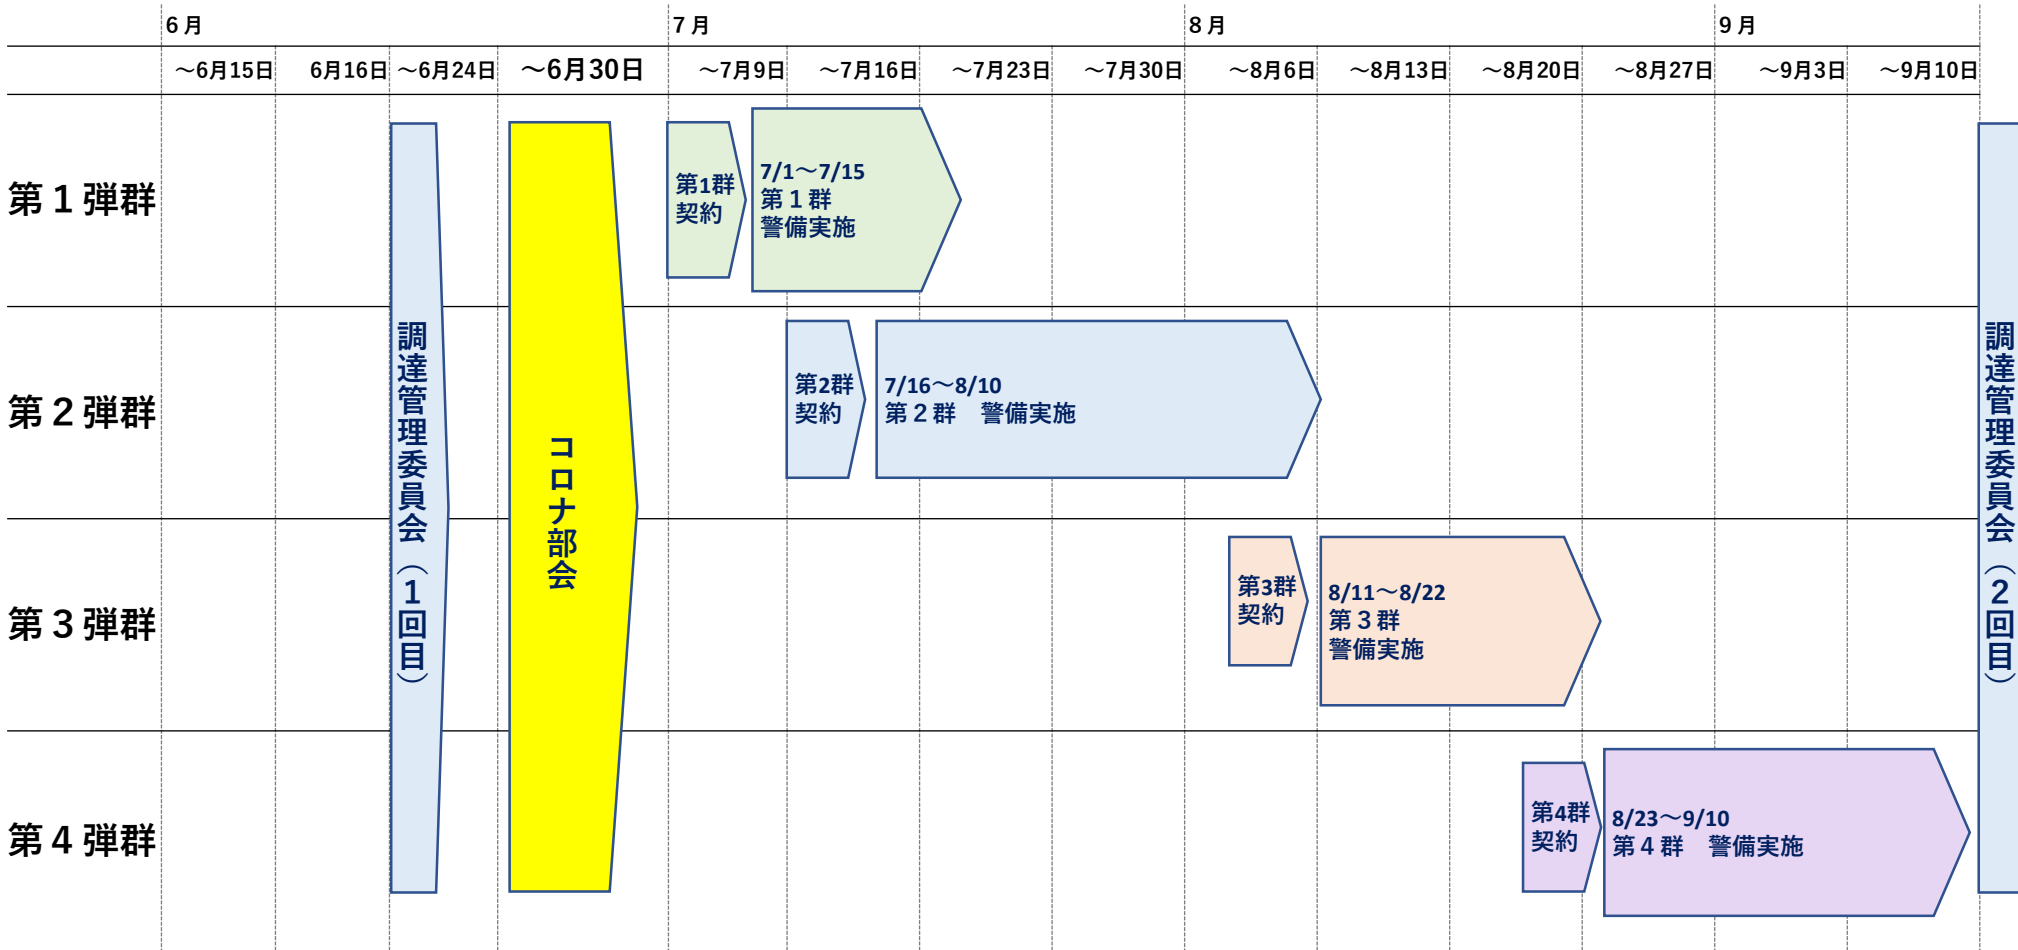 6月
7月
8月
9月
～6月15日
6月16日
～6月24日
～6月30日
～7月9日
～7月16日
～7月23日
～7月30日
～8月6日
～8月13日
～8月20日
～8月27日
～9月3日
～9月10日
第１弾群
第1群
契約
7/1～7/15
第１群
警備実施
第２弾群
第2群
契約
7/16～8/10
第２群　警備実施
第３弾群
第3群
契約
8/11～8/22
第３群
警備実施
第４弾群
第4群
契約
8/23～9/10
第４群　警備実施
調達管理委員会（１回目）
コロナ部会
調達管理委員会（２回目）